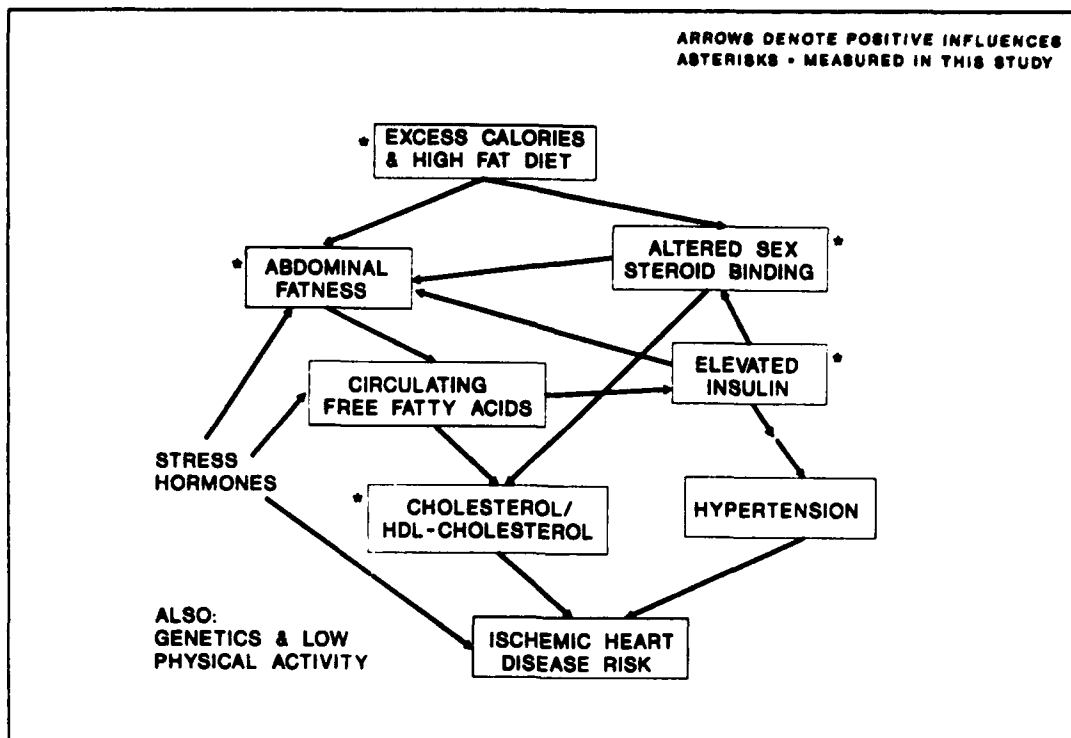 ARROWS DENOTE POSITIVE INFLUENCES
ASTERISKS - MEASURED IN THIS STUDY
* EXCESS CALORIES
& HIGH FAT DIET
* ABDOMINAL
FATNESS
ALTERED SEX *
STEROID BINDING
CIRCULATING
FREE FATTY ACIDS
ELEVATED *
INSULIN
STRESS
HORMONES
* CHOLESTEROL/
HDL-CHOLESTEROL
HYPERTENSION
ALSO:
GENETICS & LOW
PHYSICAL ACTIVITY
ISCHEMIC HEART
DISEASE RISK